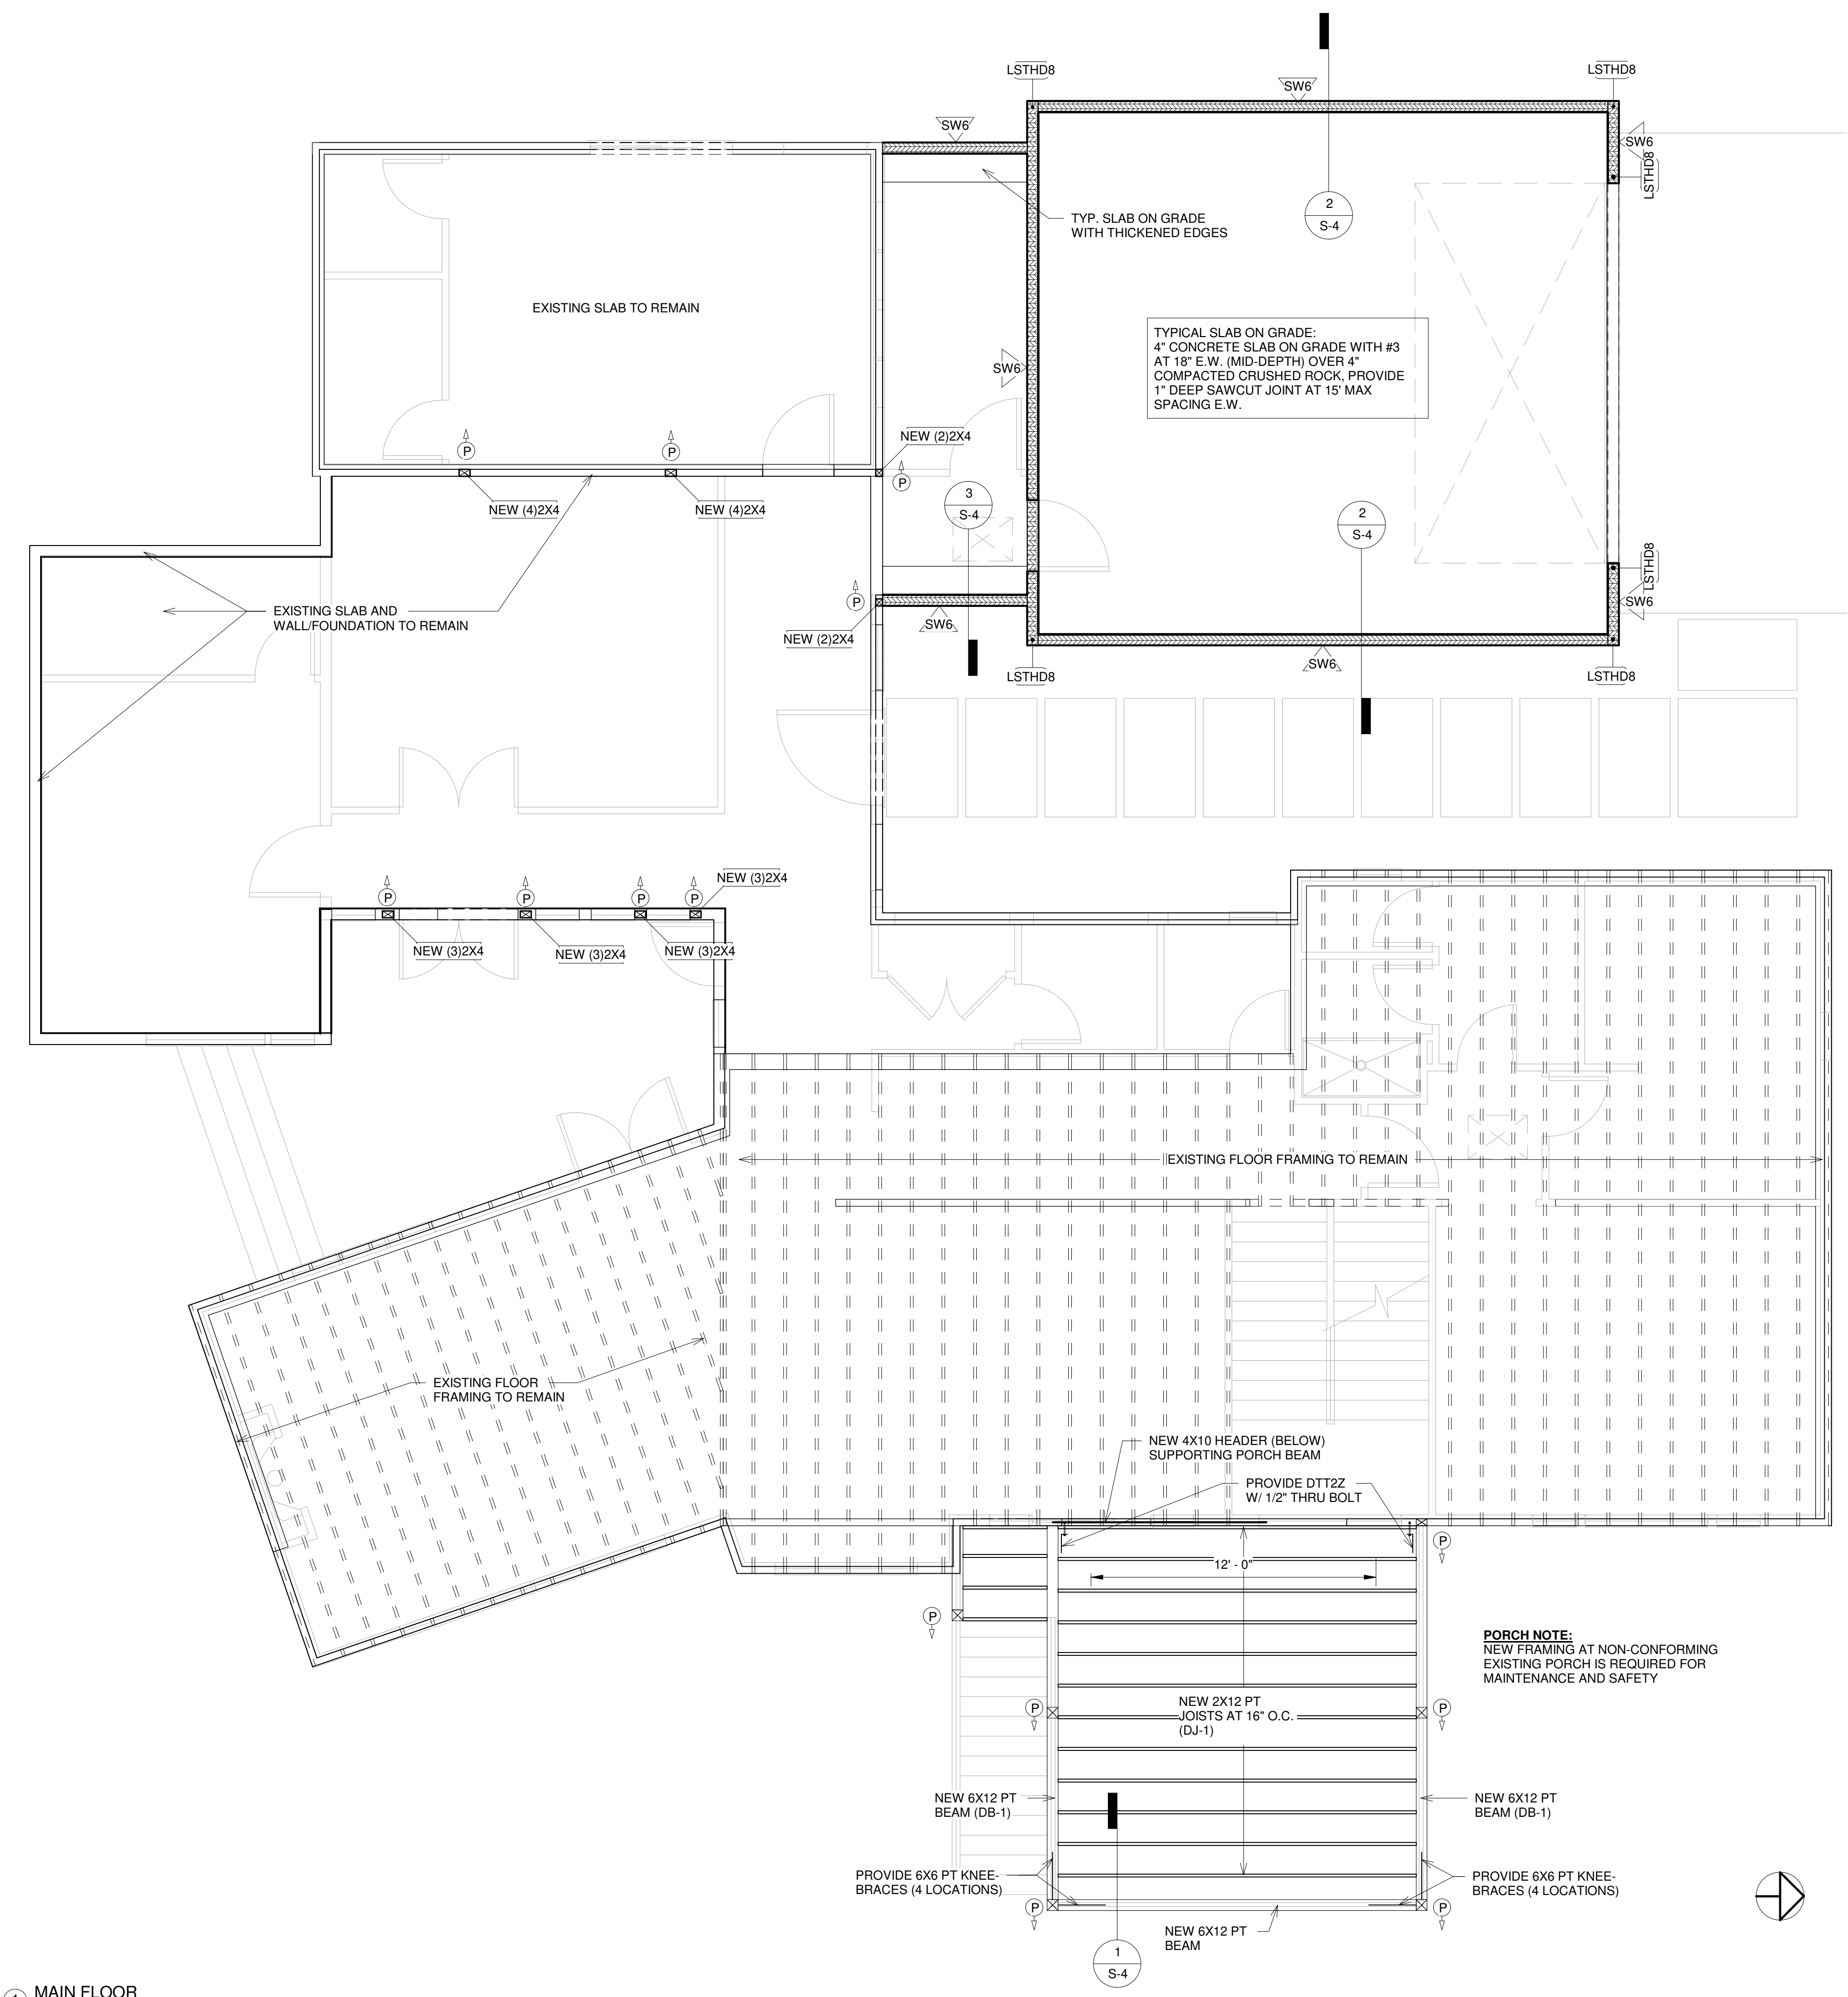 LSTHD8
SW6
LSTHD8
SW6
SW6
LSTHD8
TYP. SLAB ON GRADE
WITH THICKENED EDGES
2
S-4
EXISTING SLAB TO REMAIN
TYPICAL SLAB ON GRADE:
4" CONCRETE SLAB ON GRADE WITH #3
AT 18" E.W. (MID-DEPTH) OVER 4"
COMPACTED CRUSHED ROCK, PROVIDE
1" DEEP SAWCUT JOINT AT 15' MAX
SPACING E.W.
SW6
NEW (2)2X4
P
P
P
3
S-4
NEW (4)2X4
NEW (4)2X4
2
S-4
LSTHD8
P
SW6
EXISTING SLAB AND
WALL/FOUNDATION TO REMAIN
SW6
NEW (2)2X4
SW6
LSTHD8
LSTHD8
NEW (3)2X4
P
P
P
P
NEW (3)2X4
NEW (3)2X4
NEW (3)2X4
EXISTING FLOOR FRAMING TO REMAIN
EXISTING FLOOR
FRAMING TO REMAIN
NEW 4X10 HEADER (BELOW)
SUPPORTING PORCH BEAM
PROVIDE DTT2Z
W/ 1/2" THRU BOLT
P
12' - 0"
P
PORCH NOTE:
NEW FRAMING AT NON-CONFORMING
EXISTING PORCH IS REQUIRED FOR
MAINTENANCE AND SAFETY
P
NEW 2X12 PT
JOISTS AT 16" O.C.
(DJ-1)
P
NEW 6X12 PT
BEAM (DB-1)
NEW 6X12 PT
BEAM (DB-1)
PROVIDE 6X6 PT KNEE-
BRACES (4 LOCATIONS)
PROVIDE 6X6 PT KNEE-
BRACES (4 LOCATIONS)
P
P
NEW 6X12 PT
BEAM
1
S-4
MAIN FLOOR